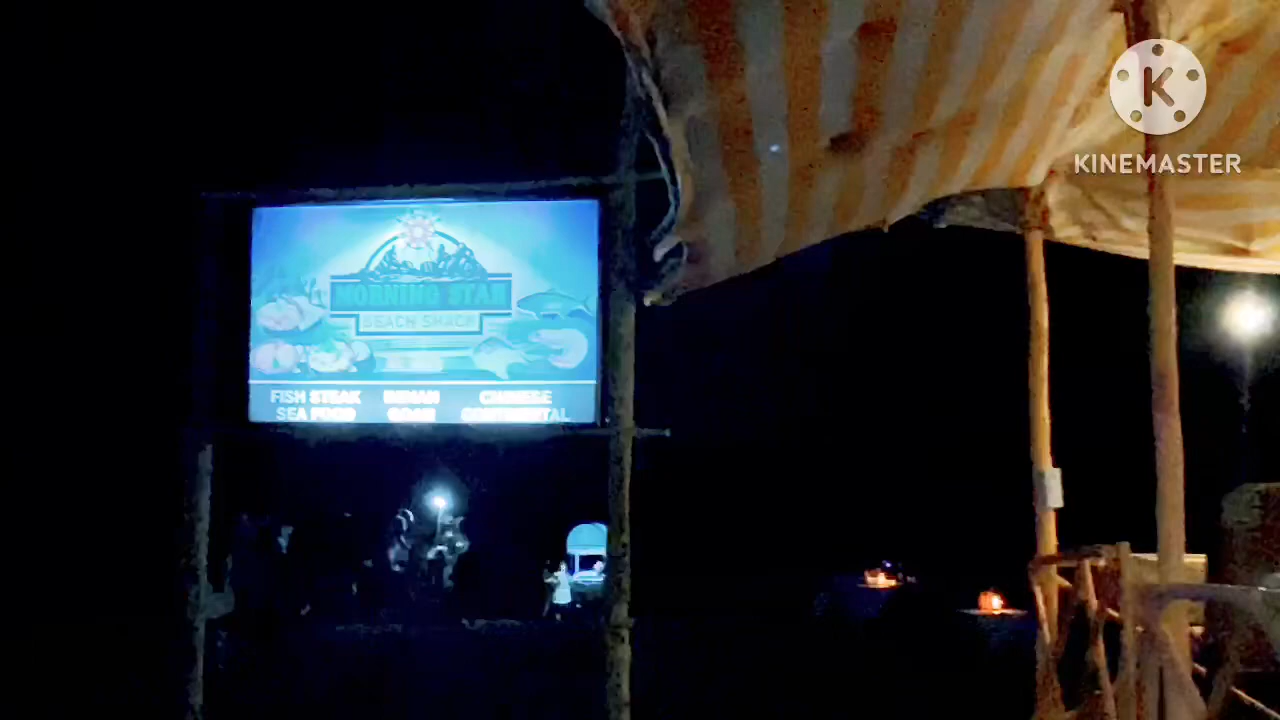 MORNING STAR
BEACH SHACK
FISH STEAK INDIAN CHINESE
SEA FOOD GOAN CONTINENTAL
K
KINEMASTER